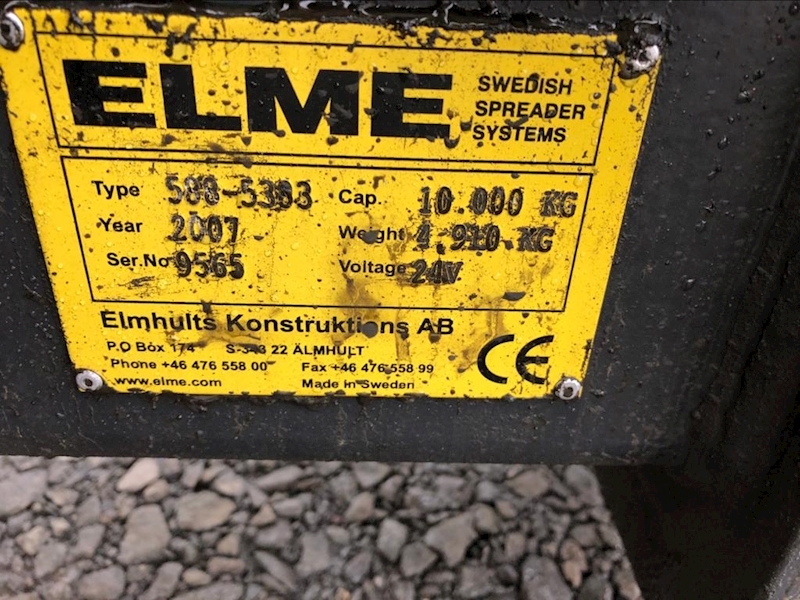 ELME
SWEDISH
SPREADER
SYSTEMS
Type 588-5383 Cap. 10.000 KG
Year 2007 Weight 4.910 KG
Ser.No 9565 Voltage 24V
Elmhults Konstruktions AB
P.O Box 174 S-343 22 ÄLMHULT
Phone +46 476 558 00 Fax +46 476 558 99
www.elme.com Made in Sweden
CE